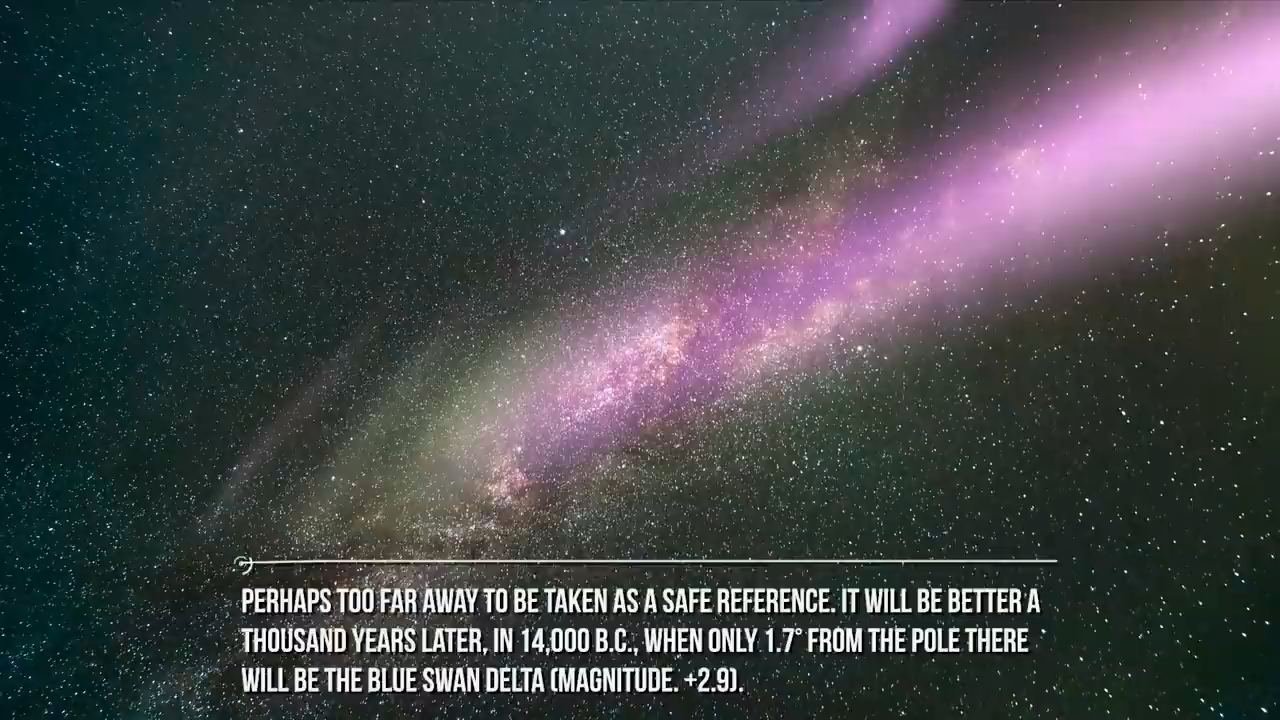 PERHAPS TOO FAR AWAY TO BE TAKEN AS A SAFE REFERENCE. IT WILL BE BETTER A
THOUSAND YEARS LATER, IN 14,000 B.C., WHEN ONLY 1.7° FROM THE POLE THERE
WILL BE THE BLUE SWAN DELTA (MAGNITUDE. +2.9).